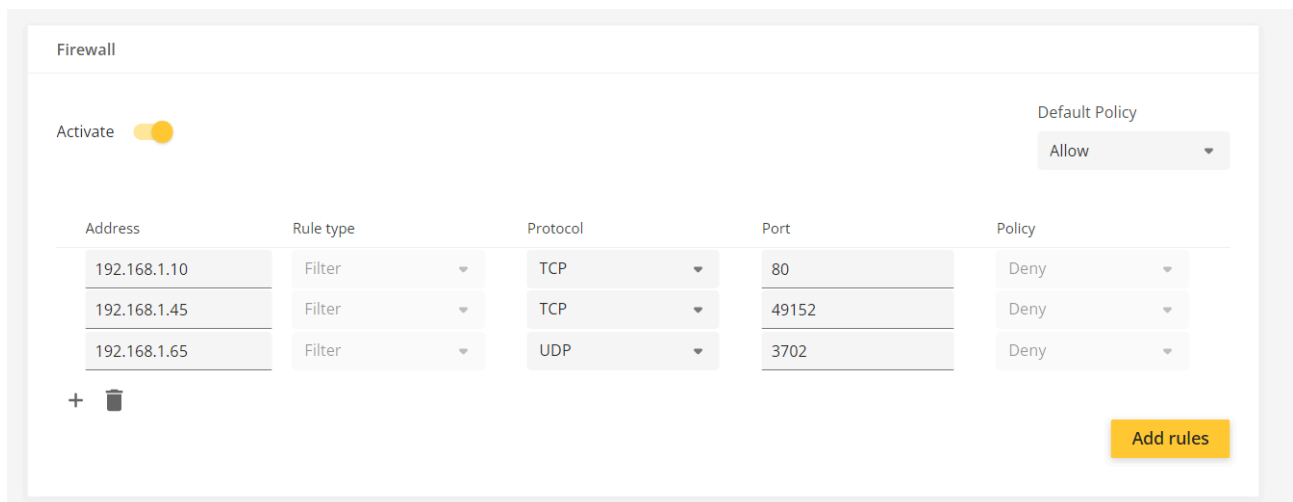 Firewall
Default Policy
Activate
Allow
Address Rule type Protocol Port Policy
192.168.1.10 Filter TCP 80 Deny
192.168.1.45 Filter TCP 49152 Deny
192.168.1.65 Filter UDP 3702 Deny
+
Add rules